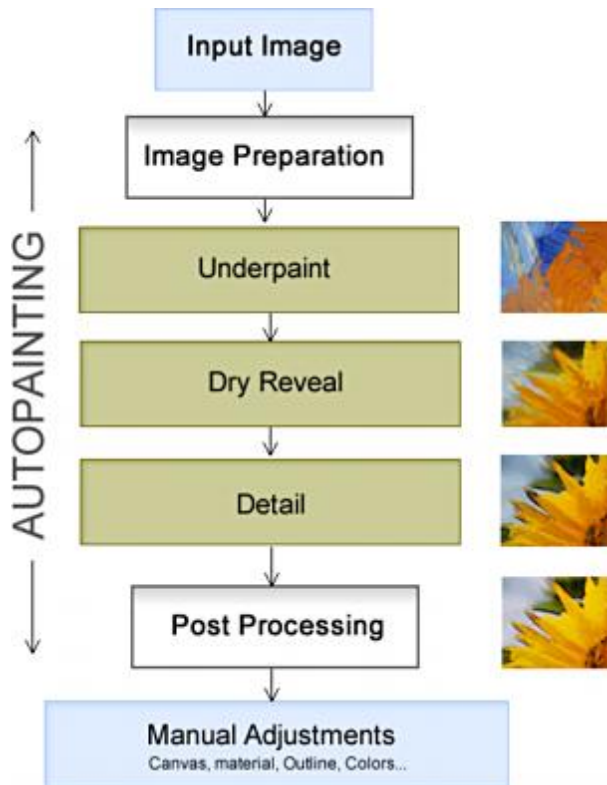 Input Image
Image Preparation
AUTOPAINTING
Underpaint
Dry Reveal
Detail
Post Processing
Manual Adjustments
Canvas, material, Outline, Colors...